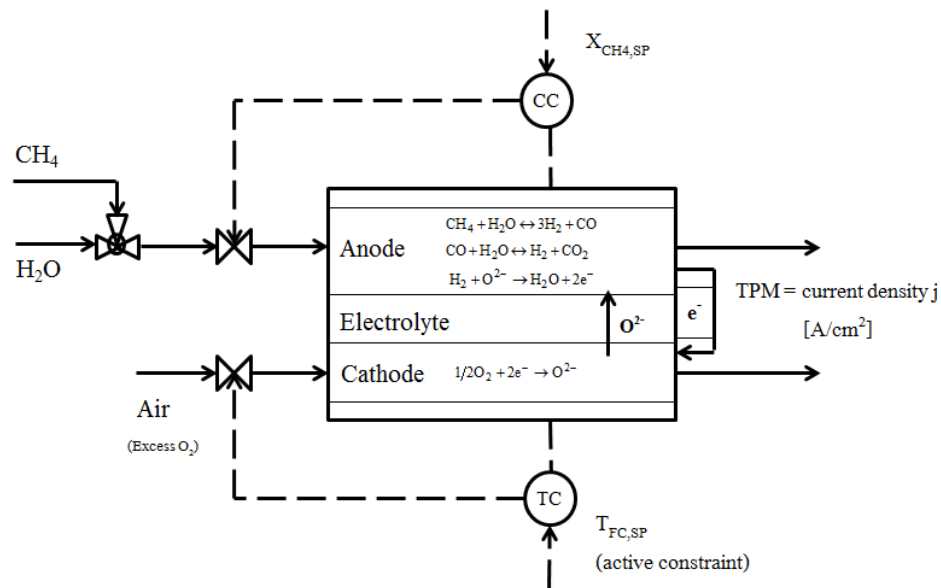 X_CH4,SP
CC
CH₄
H₂O
Anode
CH₄+H₂O↔3H₂+CO
CO+H₂O↔H₂+CO₂
H₂+O²⁻→H₂O+2e⁻
Electrolyte
O²⁻
e⁻
TPM = current density j
[A/cm²]
Cathode
1/2O₂+2e⁻→O²⁻
Air
(Excess O₂)
TC
T_FC,SP
(active constraint)